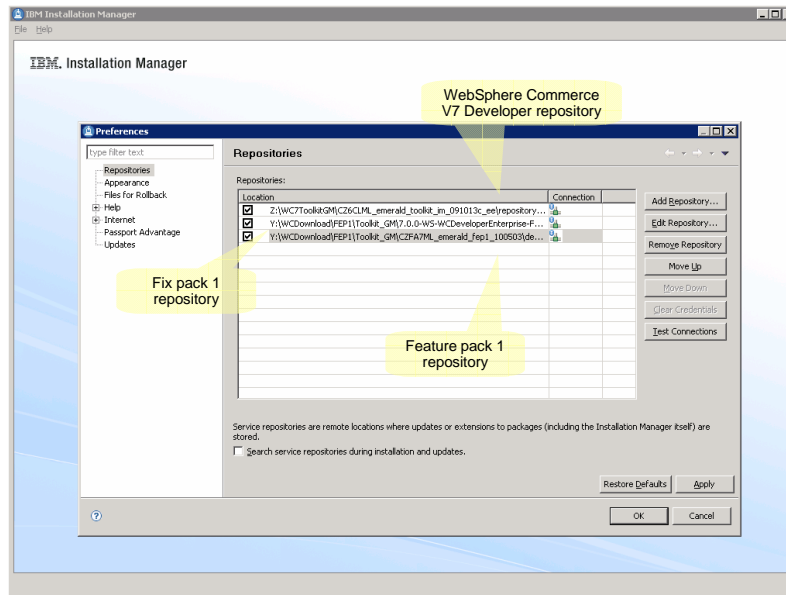 IBM Installation Manager
File Help
IBM. Installation Manager
WebSphere Commerce
V7 Developer repository
Preferences
type filter text
Repositories
Appearance
Files for Rollback
Help
Internet
Passport Advantage
Updates
Repositories
Repositories:
Location Connection
Z:\WC7ToolkitGM\CZ6CLML_emerald_toolkit_im_091013c_ee\repository...
Y:\WCDownload\FEP1\Toolkit_GM\7.0.0-WS-WCDeveloperEnterprise-F...
Y:\WCDownload\FEP1\Toolkit_GM\CZFA7ML_emerald_fep1_100503\de...
Add Repository...
Edit Repository...
Remove Repository
Move Up
Move Down
Clear Credentials
Test Connections
Fix pack 1
repository
Feature pack 1
repository
Service repositories are remote locations where updates or extensions to packages (including the Installation Manager itself) are
stored.
Search service repositories during installation and updates.
Restore Defaults Apply
OK Cancel